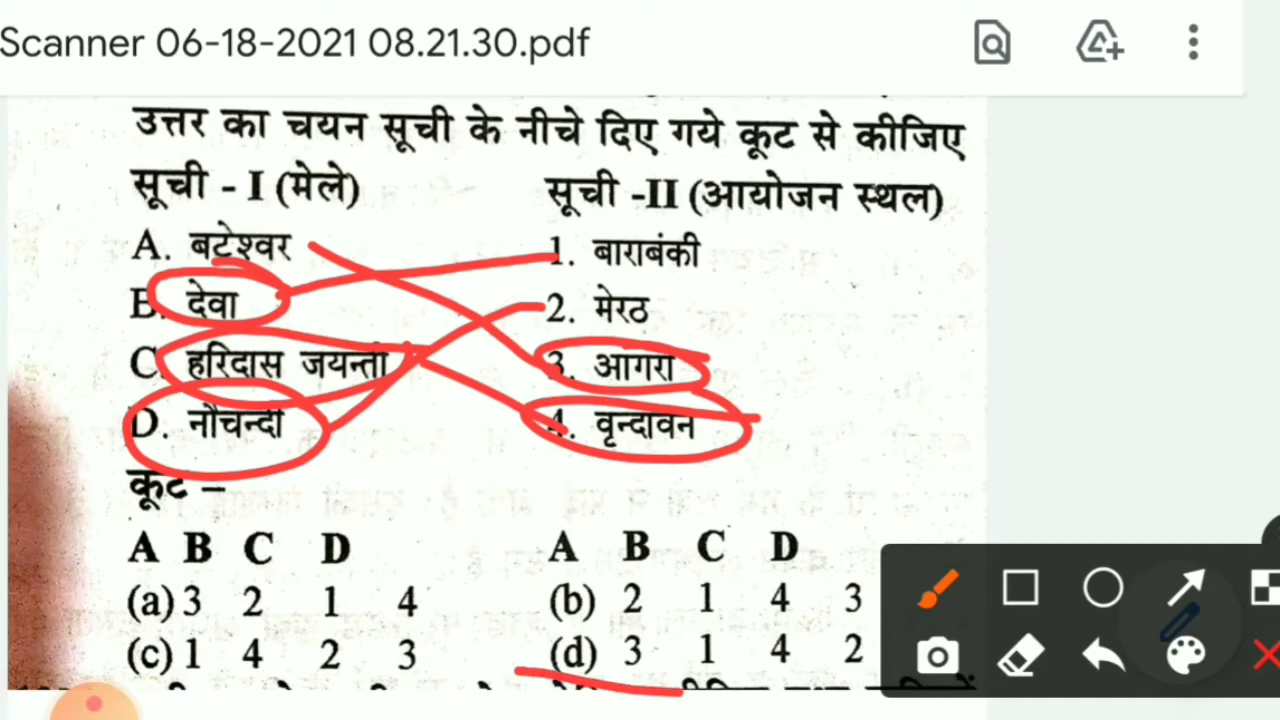 Scanner 06-18-2021 08.21.30.pdf
उत्तर का चयन सूची के नीचे दिए गये कूट से कीजिए
सूची - I (मेले) सूची -II (आयोजन स्थल)
A. बटेश्वर 1. बाराबंकी
B. देवा 2. मेरठ
C. हरिदास जयन्ती 3. आगरा
D. नौचन्दी 4. वृन्दावन
कूट –
A B C D A B C D
(a) 3 2 1 4 (b) 2 1 4 3
(c) 1 4 2 3 (d) 3 1 4 2